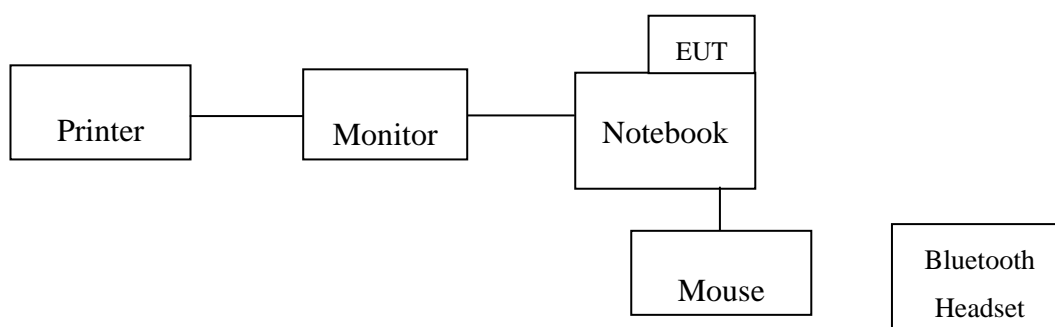 EUT
Printer
Monitor
Notebook
Mouse
Bluetooth
Headset